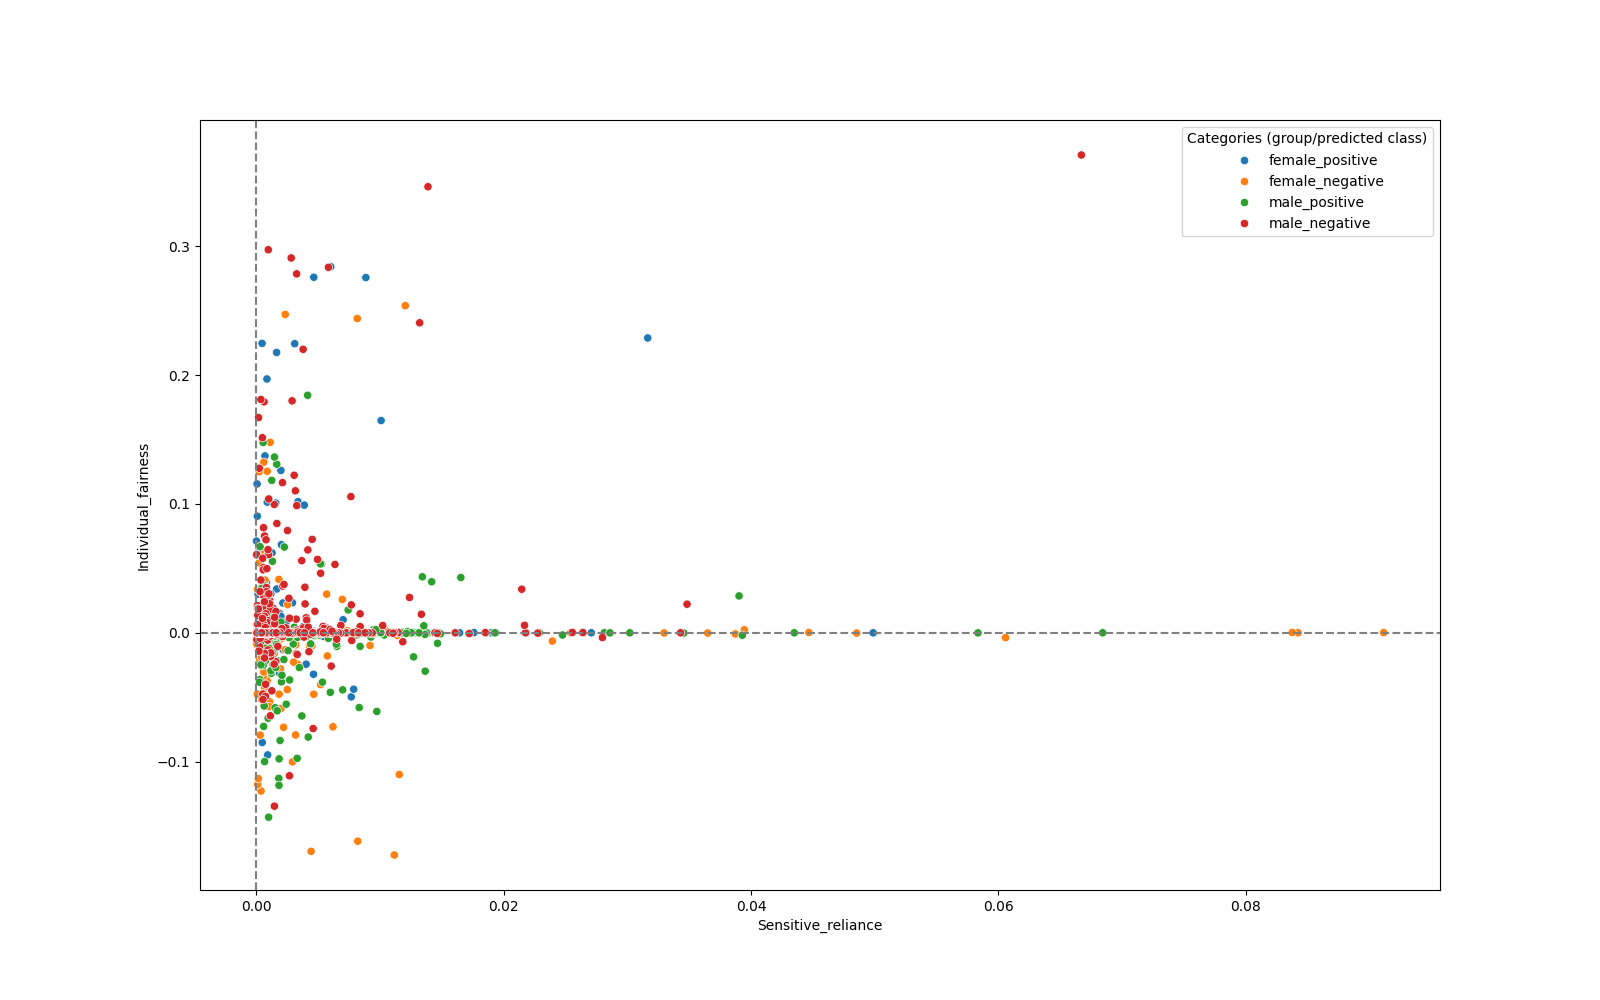 Categories (group/predicted class)
female_positive
female_negative
male_positive
male_negative
0.3
0.2
0.1
0.0
−0.1
Individual_fairness
0.00
0.02
0.04
0.06
0.08
Sensitive_reliance